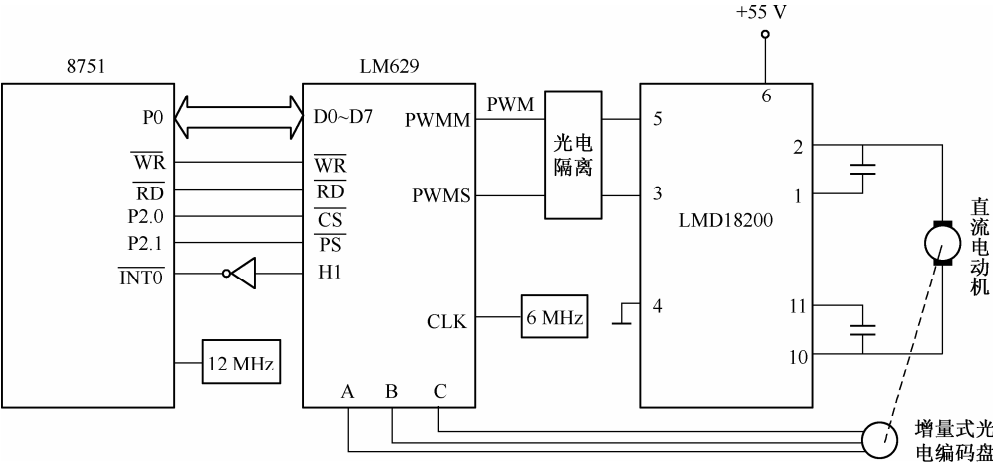 +55 V
8751
LM629
6
P0
D0~D7
PWMM
PWM
光电
隔离
5
2
WR
WR
RD
RD
PWMS
3
1
P2.0
CS
LMD18200
P2.1
PS
直流电动机
INT0
H1
4
11
CLK
6 MHz
10
12 MHz
A
B
C
增量式光
电编码盘